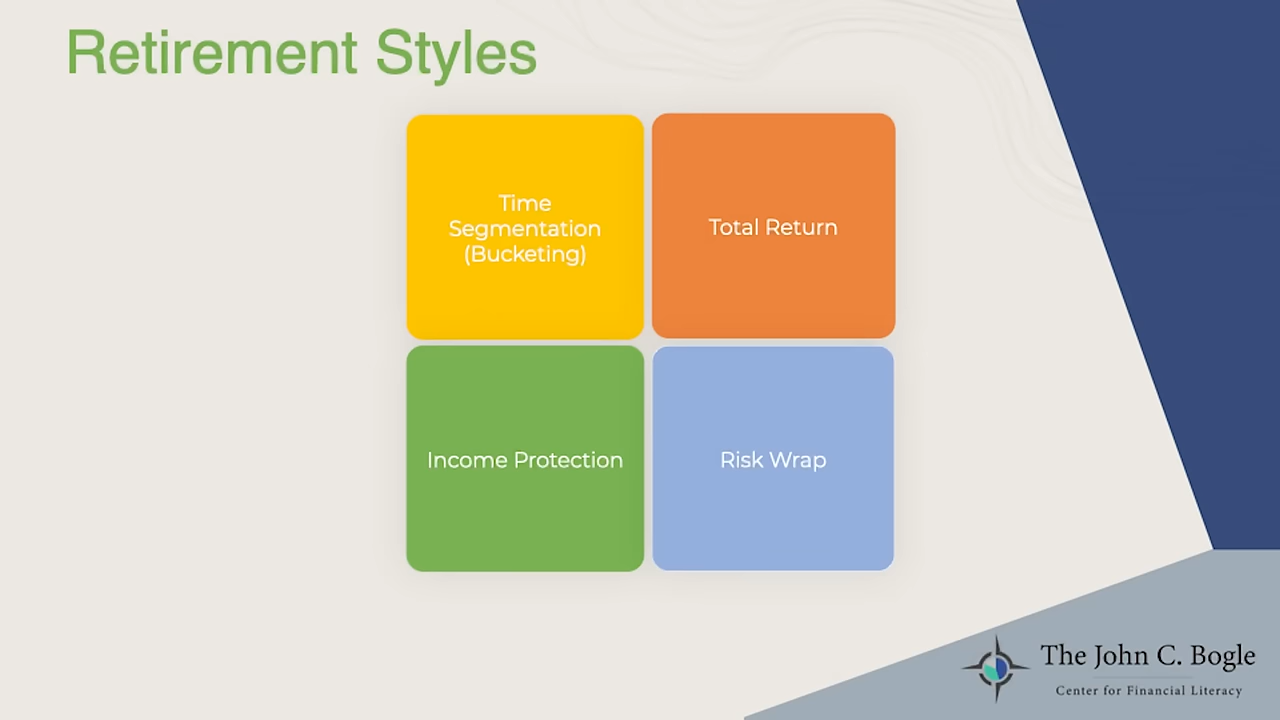 Retirement Styles
Time
Segmentation
(Bucketing)
Total Return
Income Protection
Risk Wrap
The John C. Bogle
Center for Financial Literacy